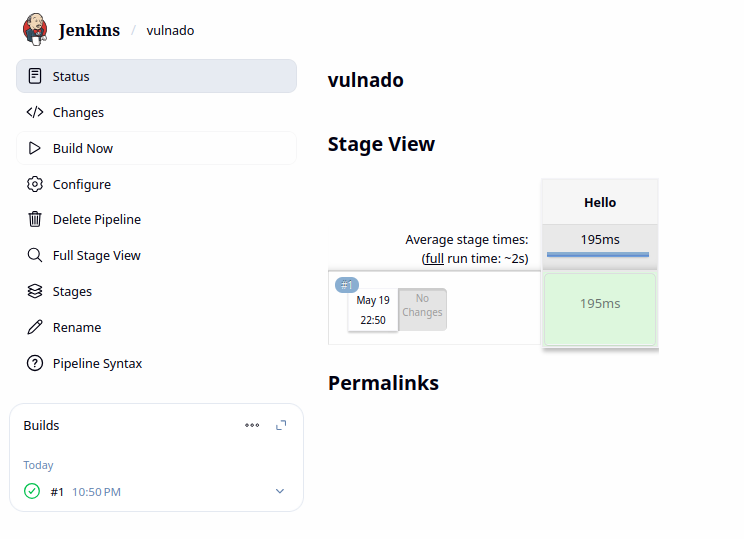 Jenkins / vulnado
Status
Changes
Build Now
Configure
Delete Pipeline
Full Stage View
Stages
Rename
Pipeline Syntax
Builds
Today
#1 10:50 PM
vulnado
Stage View
Hello
Average stage times:
(full run time: ~2s)
195ms
#1
May 19
22:50
No
Changes
195ms
Permalinks